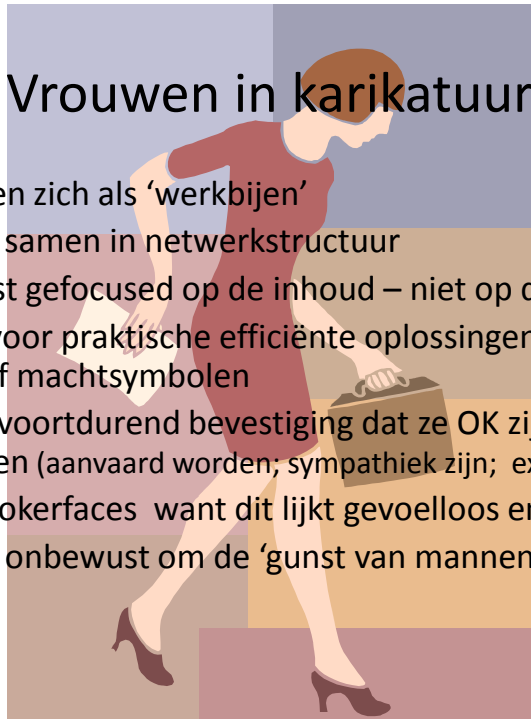 Vrouwen in karikatuur
en zich als ‘werkbijen’
samen in netwerkstructuur
st gefocused op de inhoud – niet op d
voor praktische efficiënte oplossingen
f machtsymbolen
voortdurend bevestiging dat ze OK zij
en (aanvaard worden; sympathiek zijn; ex
okerfaces want dit lijkt gevoelloos en
onbewust om de ‘gunst van mannen